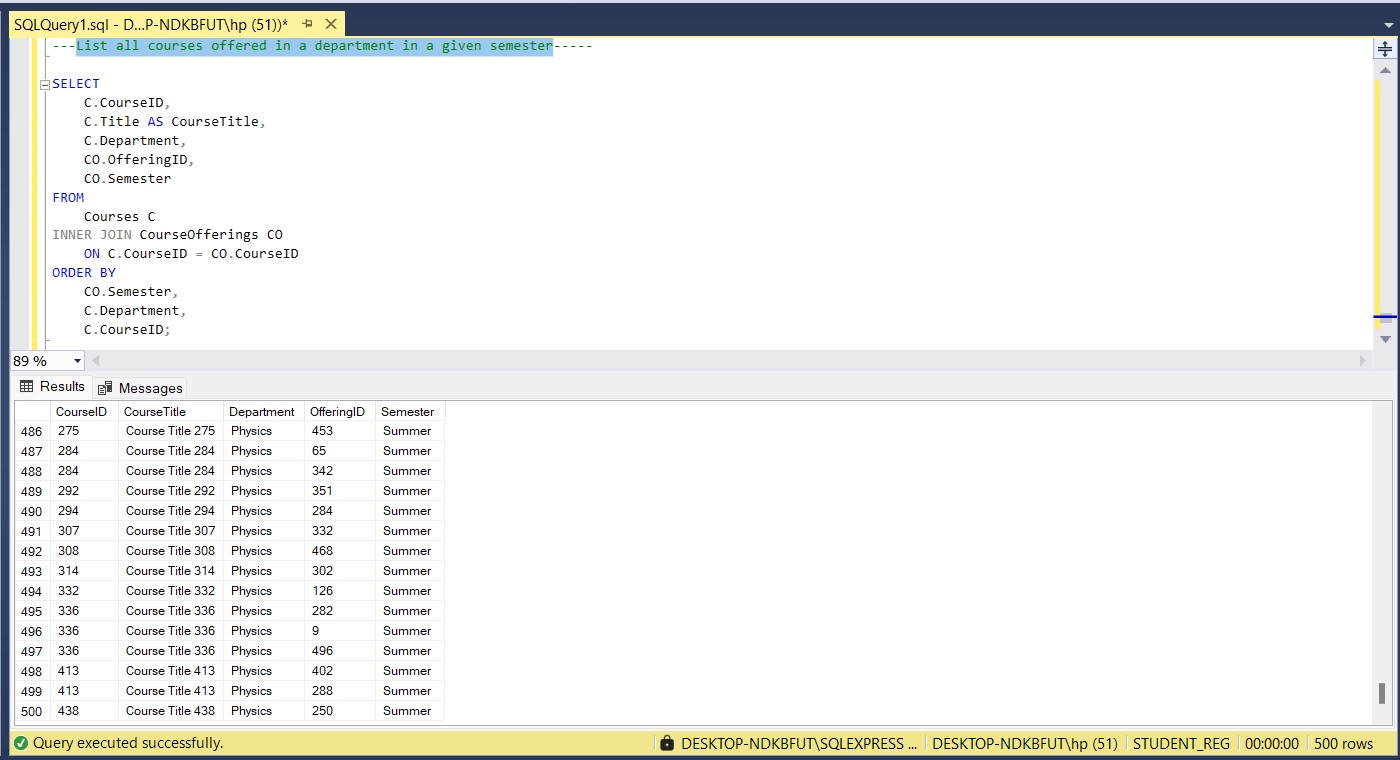 SQLQuery1.sql - D...P-NDKBFUT\hp (51))*
---List all courses offered in a department in a given semester-----
SELECT
C.CourseID,
C.Title AS CourseTitle,
C.Department,
CO.OfferingID,
CO.Semester
FROM
Courses C
INNER JOIN CourseOfferings CO
ON C.CourseID = CO.CourseID
ORDER BY
CO.Semester,
C.Department,
C.CourseID;
89 %
Results Messages
CourseID CourseTitle Department OfferingID Semester
486 275 Course Title 275 Physics 453 Summer
487 284 Course Title 284 Physics 65 Summer
488 284 Course Title 284 Physics 342 Summer
489 292 Course Title 292 Physics 351 Summer
490 294 Course Title 294 Physics 284 Summer
491 307 Course Title 307 Physics 332 Summer
492 308 Course Title 308 Physics 468 Summer
493 314 Course Title 314 Physics 302 Summer
494 332 Course Title 332 Physics 126 Summer
495 336 Course Title 336 Physics 282 Summer
496 336 Course Title 336 Physics 9 Summer
497 336 Course Title 336 Physics 496 Summer
498 413 Course Title 413 Physics 402 Summer
499 413 Course Title 413 Physics 288 Summer
500 438 Course Title 438 Physics 250 Summer
Query executed successfully. DESKTOP-NDKBFUT\SQLEXPRESS ... DESKTOP-NDKBFUT\hp (51) STUDENT_REG 00:00:00 500 rows